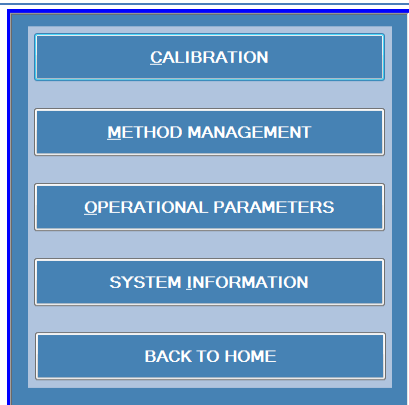 CALIBRATION
METHOD MANAGEMENT
OPERATIONAL PARAMETERS
SYSTEM INFORMATION
BACK TO HOME